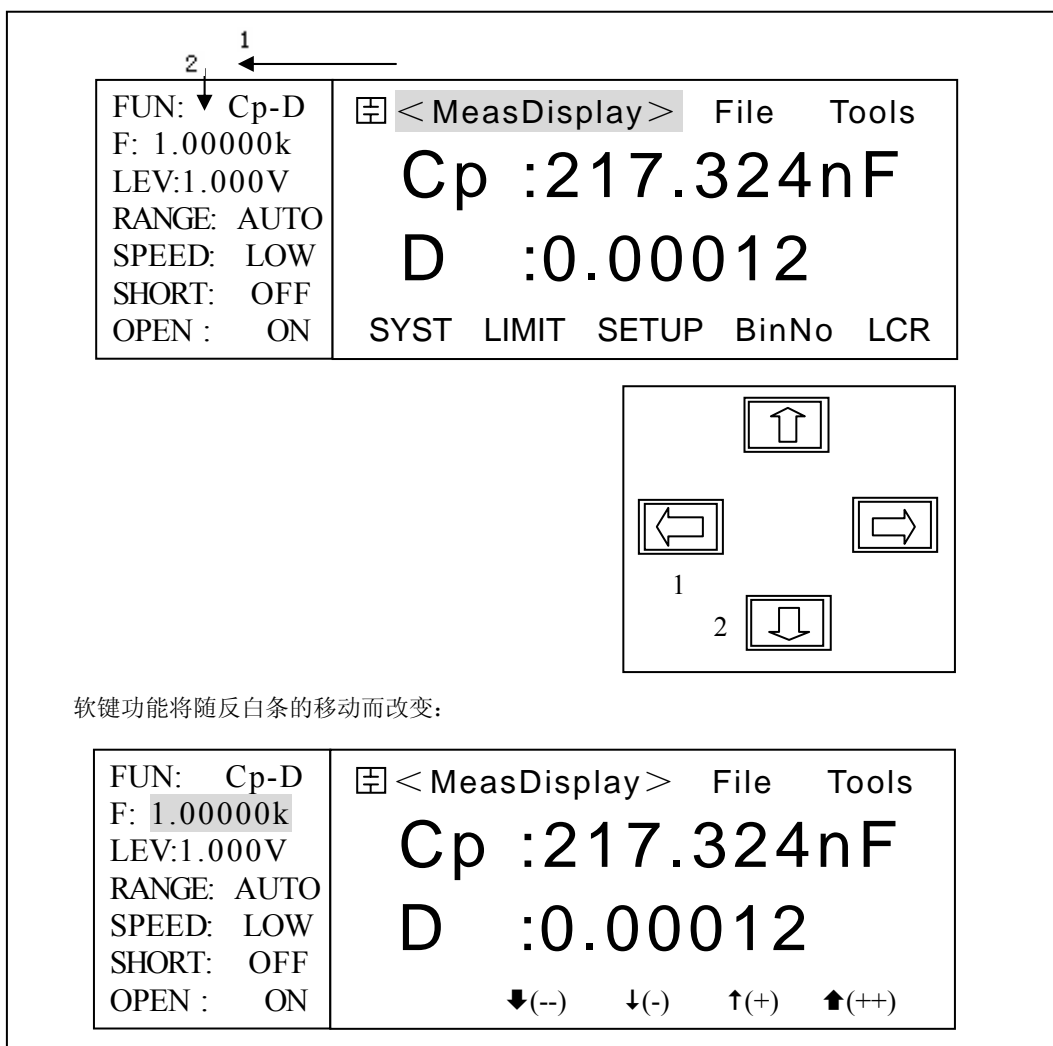 1
2
FUN: Cp-D
F: 1.00000k
LEV:1.000V
RANGE: AUTO
SPEED: LOW
SHORT: OFF
OPEN : ON
<MeasDisplay> File Tools
Cp :217.324nF
D :0.00012
SYST LIMIT SETUP BinNo LCR
1
2
软键功能将随反白条的移动而改变：
FUN: Cp-D
F: 1.00000k
LEV:1.000V
RANGE: AUTO
SPEED: LOW
SHORT: OFF
OPEN : ON
<MeasDisplay> File Tools
Cp :217.324nF
D :0.00012
🡇(--) ↓(-) ↑(+) 🡅(++)